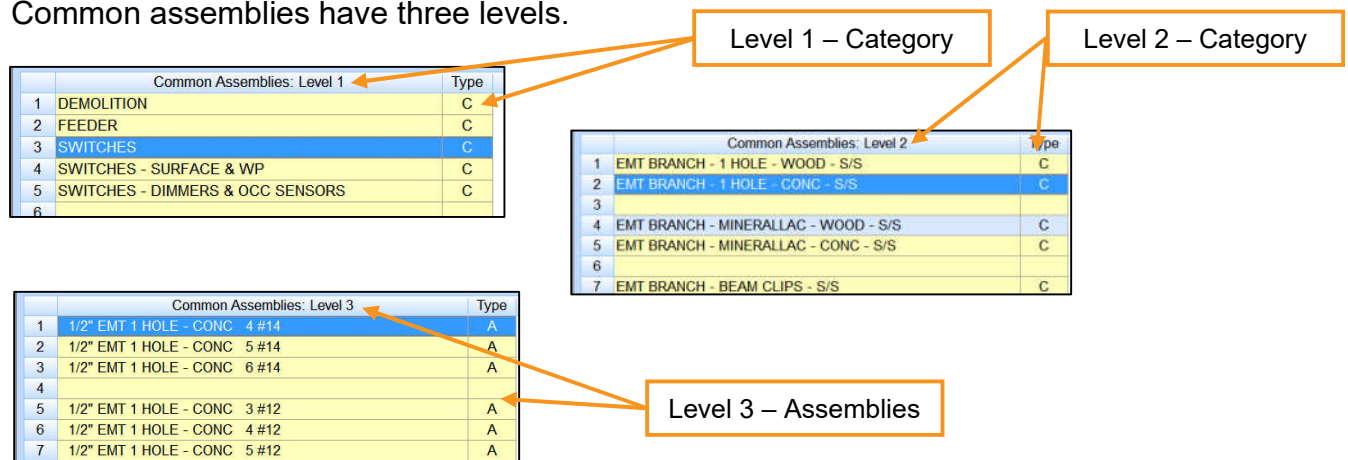 Common assemblies have three levels.
Level 1 – Category
Level 2 – Category
Common Assemblies: Level 1 Type
1 DEMOLITION C
2 FEEDER C
3 SWITCHES C
4 SWITCHES - SURFACE & WP C
5 SWITCHES - DIMMERS & OCC SENSORS C
6
Common Assemblies: Level 2 Type
1 EMT BRANCH - 1 HOLE - WOOD - S/S C
2 EMT BRANCH - 1 HOLE - CONC - S/S C
3
4 EMT BRANCH - MINERALLAC - WOOD - S/S C
5 EMT BRANCH - MINERALLAC - CONC - S/S C
6
7 EMT BRANCH - BEAM CLIPS - S/S C
Common Assemblies: Level 3 Type
1 1/2" EMT 1 HOLE - CONC 4 #14 A
2 1/2" EMT 1 HOLE - CONC 5 #14 A
3 1/2" EMT 1 HOLE - CONC 6 #14 A
4
5 1/2" EMT 1 HOLE - CONC 3 #12 A
6 1/2" EMT 1 HOLE - CONC 4 #12 A
7 1/2" EMT 1 HOLE - CONC 5 #12 A
Level 3 – Assemblies